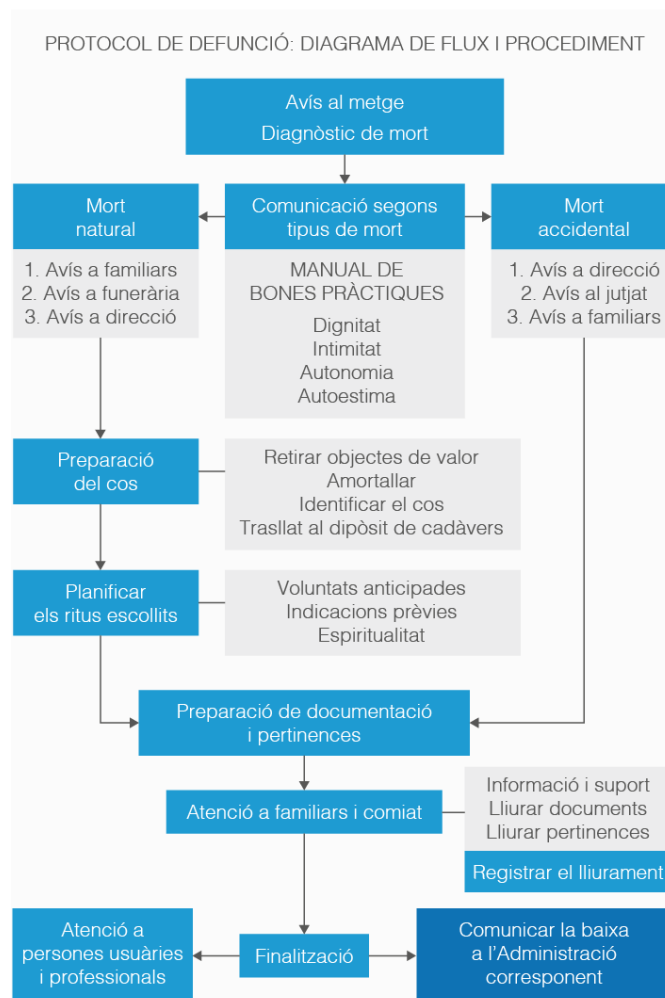 PROTOCOL DE DEFUNCIÓ: DIAGRAMA DE FLUX I PROCEDIMENT
Avís al metge
Diagnòstic de mort
Mort
natural
1. Avís a familiars
2. Avís a funerària
3. Avís a direcció
Comunicació segons
tipus de mort
MANUAL DE
BONES PRÀCTIQUES
Dignitat
Intimitat
Autonomia
Autoestima
Mort
accidental
1. Avís a direcció
2. Avís al jutjat
3. Avís a familiars
Preparació
del cos
Retirar objectes de valor
Amortallar
Identificar el cos
Trasllat al dipòsit de cadàvers
Planificar
els ritus escollits
Voluntats anticipades
Indicacions prèvies
Espiritualitat
Preparació de documentació
i pertinences
Atenció a familiars i comiat
Informació i suport
Lliurar documents
Lliurar pertinences
Registrar el lliurament
Atenció a
persones usuàries
i professionals
Finalització
Comunicar la baixa
a l’Administració
corresponent